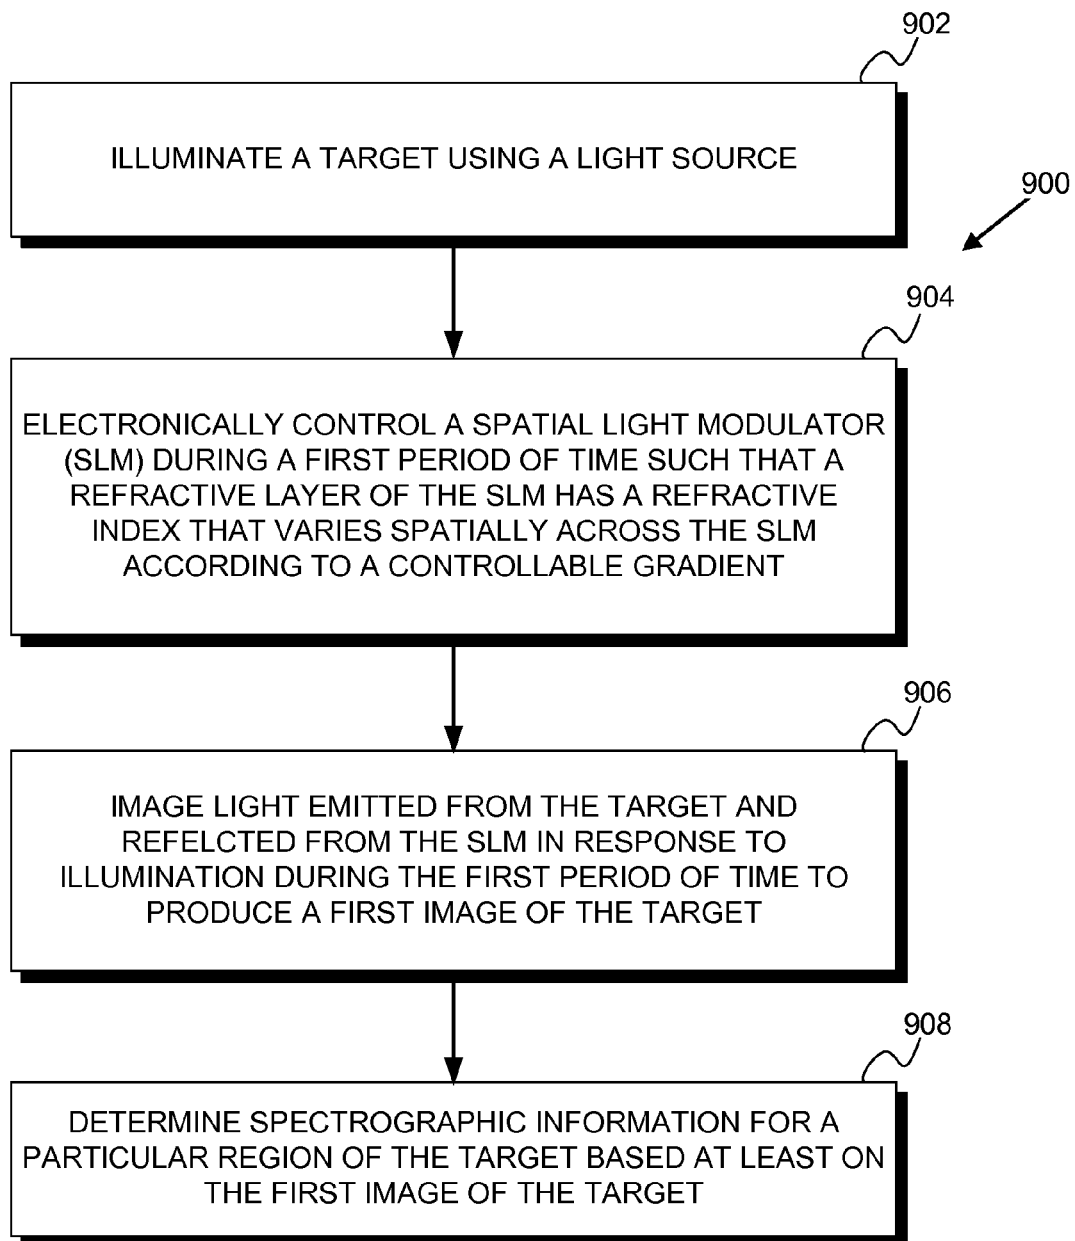 902
ILLUMINATE A TARGET USING A LIGHT SOURCE
900
904
ELECTRONICALLY CONTROL A SPATIAL LIGHT MODULATOR
(SLM) DURING A FIRST PERIOD OF TIME SUCH THAT A
REFRACTIVE LAYER OF THE SLM HAS A REFRACTIVE
INDEX THAT VARIES SPATIALLY ACROSS THE SLM
ACCORDING TO A CONTROLLABLE GRADIENT
906
IMAGE LIGHT EMITTED FROM THE TARGET AND
REFELCTED FROM THE SLM IN RESPONSE TO
ILLUMINATION DURING THE FIRST PERIOD OF TIME TO
PRODUCE A FIRST IMAGE OF THE TARGET
908
DETERMINE SPECTROGRAPHIC INFORMATION FOR A
PARTICULAR REGION OF THE TARGET BASED AT LEAST ON
THE FIRST IMAGE OF THE TARGET